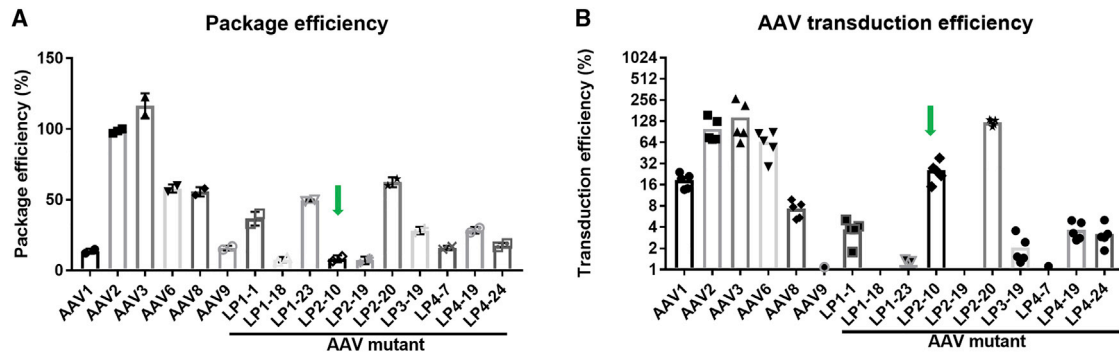 A
Package efficiency
Package efficiency (%)
150
100
50
0
AAV1
AAV2
AAV3
AAV6
AAV8
AAV9
LP1-1
LP1-18
LP1-23
LP2-10
LP2-19
LP2-20
LP3-19
LP4-7
LP4-19
LP4-24
AAV mutant
B
AAV transduction efficiency
Transduction efficiency (%)
1024
512
256
128
64
32
16
8
4
2
1
AAV1
AAV2
AAV3
AAV6
AAV8
AAV9
LP1-1
LP1-18
LP1-23
LP2-10
LP2-19
LP2-20
LP3-19
LP4-7
LP4-19
LP4-24
AAV mutant